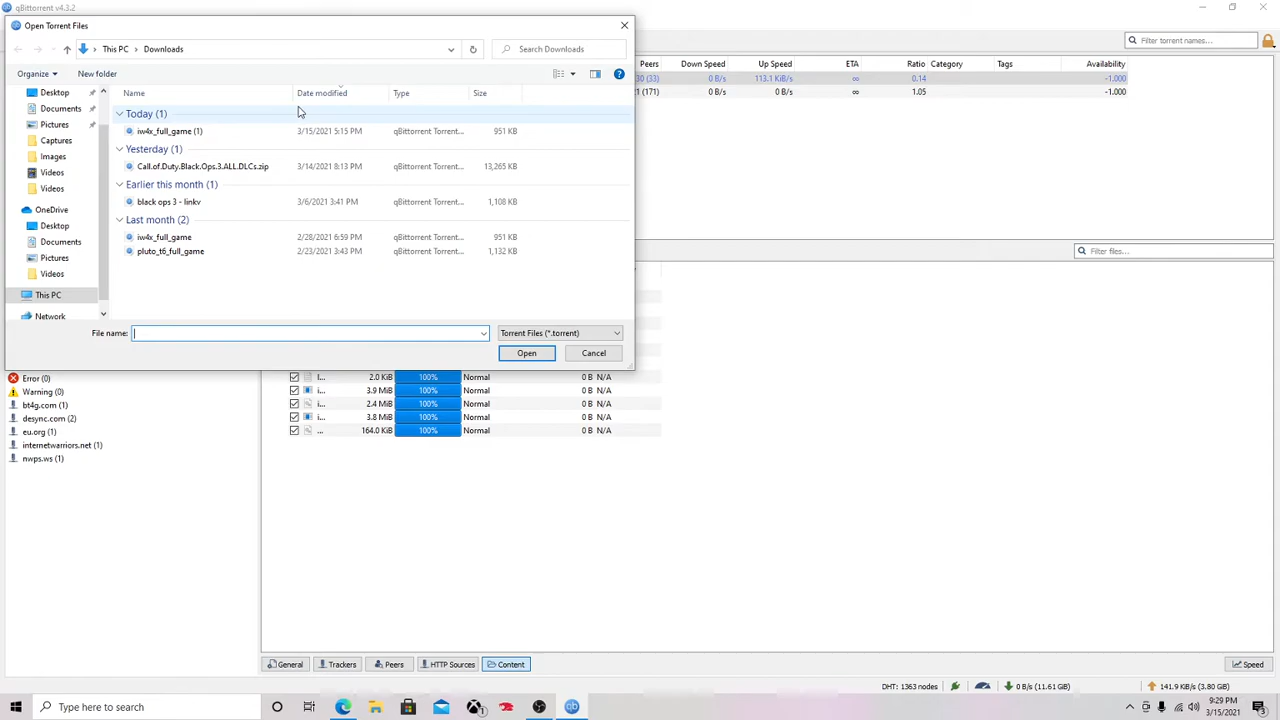 qBittorrent v4.3.2
Open Torrent Files
This PC
Downloads
Search Downloads
Filter torrent names...
Organize
New folder
Peers
Down Speed
Up Speed
ETA
Ratio
Category
Tags
Availability
30 (33)
0 B/s
113.1 KiB/s
∞
0.14
-1.000
1 (171)
0 B/s
∞
1.05
-1.000
Desktop
Documents
Pictures
Captures
Images
Videos
Videos
OneDrive
Desktop
Documents
Pictures
Videos
This PC
Network
Name
Date modified
Type
Size
Today (1)
iw4x_full_game (1) 3/15/2021 5:15 PM qBittorrent Torrent... 951 KB
Yesterday (1)
Call.of.Duty.Black.Ops.3.ALL.DLCs.zip 3/14/2021 8:13 PM qBittorrent Torrent... 13,265 KB
Earlier this month (1)
black ops 3 - linkv 3/6/2021 3:41 PM qBittorrent Torrent... 1,108 KB
Last month (2)
iw4x_full_game 2/28/2021 6:59 PM qBittorrent Torrent... 951 KB
pluto_t6_full_game 2/23/2021 3:43 PM qBittorrent Torrent... 1,132 KB
Filter files...
File name:
Torrent Files (*.torrent)
Open
Cancel
Error (0)
Warning (0)
bt4g.com (1)
desync.com (2)
eu.org (1)
internetwarriors.net (1)
nwps.ws (1)
I... 2.0 KiB 100% Normal 0 B N/A
i... 3.9 MiB 100% Normal 0 B N/A
i... 2.4 MiB 100% Normal 0 B N/A
i... 3.8 MiB 100% Normal 0 B N/A
... 164.0 KiB 100% Normal 0 B N/A
General
Trackers
Peers
HTTP Sources
Content
Speed
DHT: 1363 nodes
0 B/s (11.61 GiB)
141.9 KiB/s (3.80 GB)
Type here to search
9:29 PM
3/15/2021
3